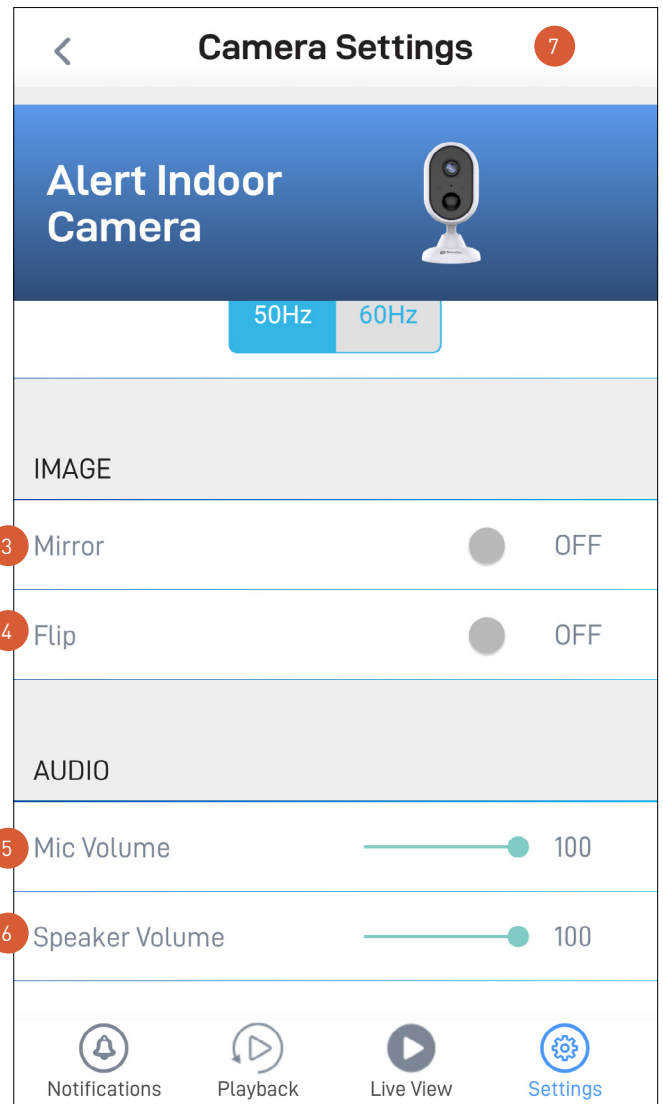 Camera Settings 7
Alert Indoor
Camera
50Hz 60Hz
IMAGE
3 Mirror OFF
4 Flip OFF
AUDIO
5 Mic Volume 100
6 Speaker Volume 100
Notifications Playback Live View Settings